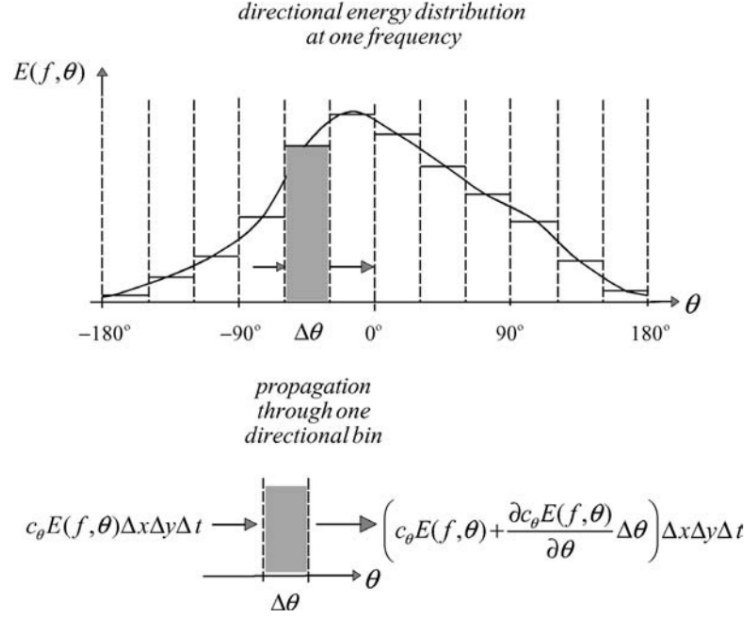 directional energy distribution
at one frequency
E(f,θ)
θ
−180° −90° Δθ 0° 90° 180°
propagation
through one
directional bin
c_θE(f,θ)ΔxΔyΔt
(c_θE(f,θ)+∂c_θE(f,θ)/∂θ Δθ)ΔxΔyΔt
θ
Δθ